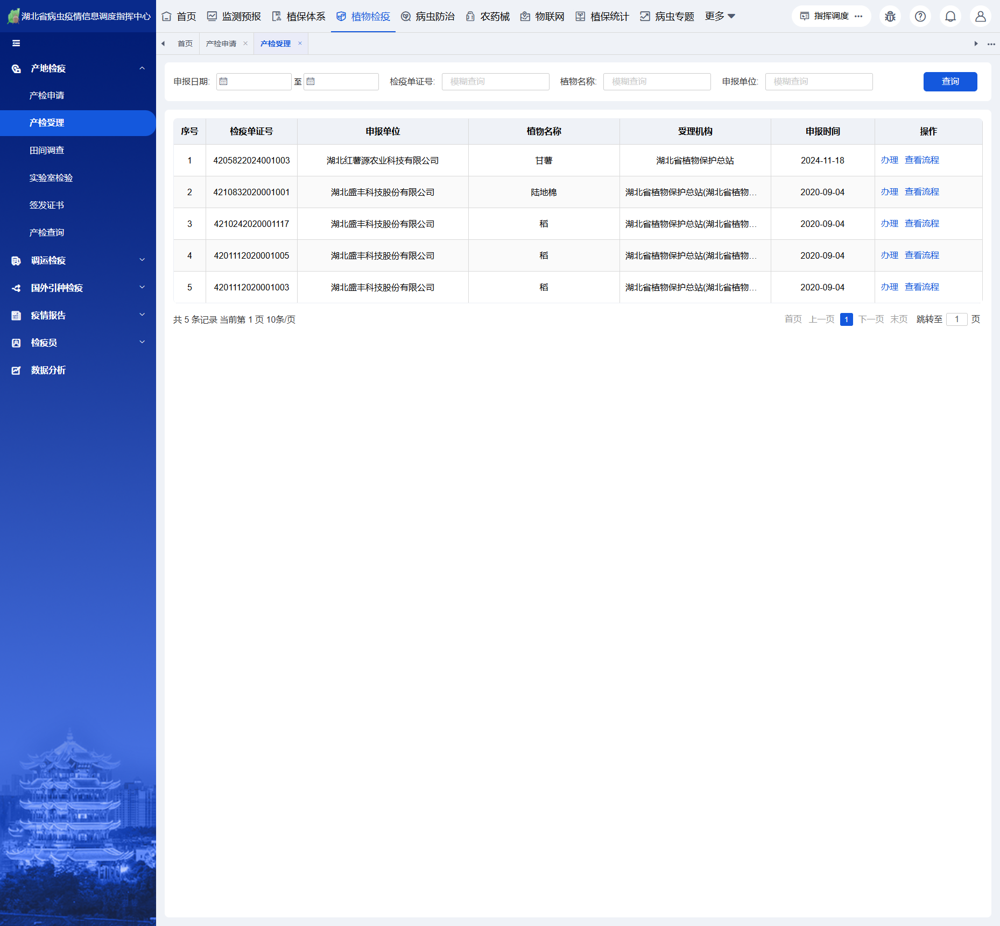 湖北省病虫疫情信息调度指挥中心
首页 监测预报 植保体系 植物检疫 病虫防治 农药械 物联网 植保统计 病虫专题 更多
指挥调度
首页 产检申请 产检受理
产地检疫
产检申请
产检受理
田间调查
实验室检验
签发证书
产检查询
调运检疫
国外引种检疫
疫情报告
检疫员
数据分析
申报日期: 至 检疫单证号: 模糊查询 植物名称: 模糊查询 申报单位: 模糊查询 查询
序号 检疫单证号 申报单位 植物名称 受理机构 申报时间 操作
1 4205822024001003 湖北红薯源农业科技有限公司 甘薯 湖北省植物保护总站 2024-11-18 办理 查看流程
2 4210832020001001 湖北盛丰科技股份有限公司 陆地棉 湖北省植物保护总站(湖北省植物... 2020-09-04 办理 查看流程
3 4210242020001117 湖北盛丰科技股份有限公司 稻 湖北省植物保护总站(湖北省植物... 2020-09-04 办理 查看流程
4 4201112020001005 湖北盛丰科技股份有限公司 稻 湖北省植物保护总站(湖北省植物... 2020-09-04 办理 查看流程
5 4201112020001003 湖北盛丰科技股份有限公司 稻 湖北省植物保护总站(湖北省植物... 2020-09-04 办理 查看流程
共 5 条记录 当前第 1 页 10条/页
首页 上一页 1 下一页 末页 跳转至 1 页